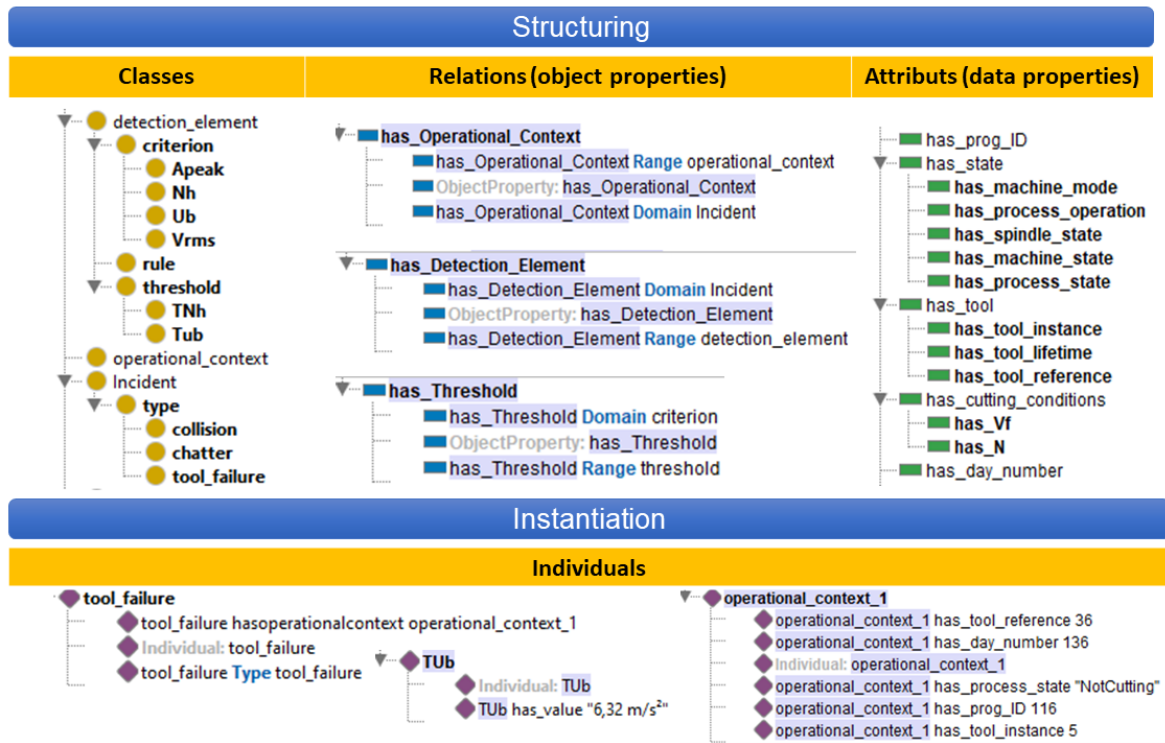 Structuring
Classes
Relations (object properties)
Attributs (data properties)
detection_element
criterion
Apeak
Nh
Ub
Vrms
rule
threshold
TNh
Tub
operational_context
Incident
type
collision
chatter
tool_failure
has_Operational_Context
has_Operational_Context Range operational_context
ObjectProperty: has_Operational_Context
has_Operational_Context Domain Incident
has_Detection_Element
has_Detection_Element Domain Incident
ObjectProperty: has_Detection_Element
has_Detection_Element Range detection_element
has_Threshold
has_Threshold Domain criterion
ObjectProperty: has_Threshold
has_Threshold Range threshold
has_prog_ID
has_state
has_machine_mode
has_process_operation
has_spindle_state
has_machine_state
has_process_state
has_tool
has_tool_instance
has_tool_lifetime
has_tool_reference
has_cutting_conditions
has_Vf
has_N
has_day_number
Instantiation
Individuals
tool_failure
tool_failure hasoperationalcontext operational_context_1
Individual: tool_failure
tool_failure Type tool_failure
TUb
Individual: TUb
TUb has_value "6,32 m/s²"
operational_context_1
operational_context_1 has_tool_reference 36
operational_context_1 has_day_number 136
Individual: operational_context_1
operational_context_1 has_process_state "NotCutting"
operational_context_1 has_prog_ID 116
operational_context_1 has_tool_instance 5